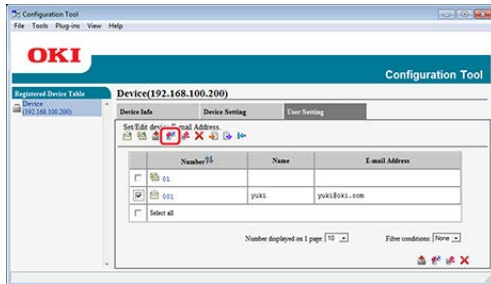 Configuration Tool
File Tools Plug-ins View Help
OKI
Configuration Tool
Registered Device Table
Device
(192.168.100.200)
Device(192.168.100.200)
Device Info Device Setting User Setting
Set/Edit device E-mail Address.
Number Name E-mail Address
01
001 yuki yuki@oki.com
Select all
Number displayed on 1 page: 10 Filter conditions: None